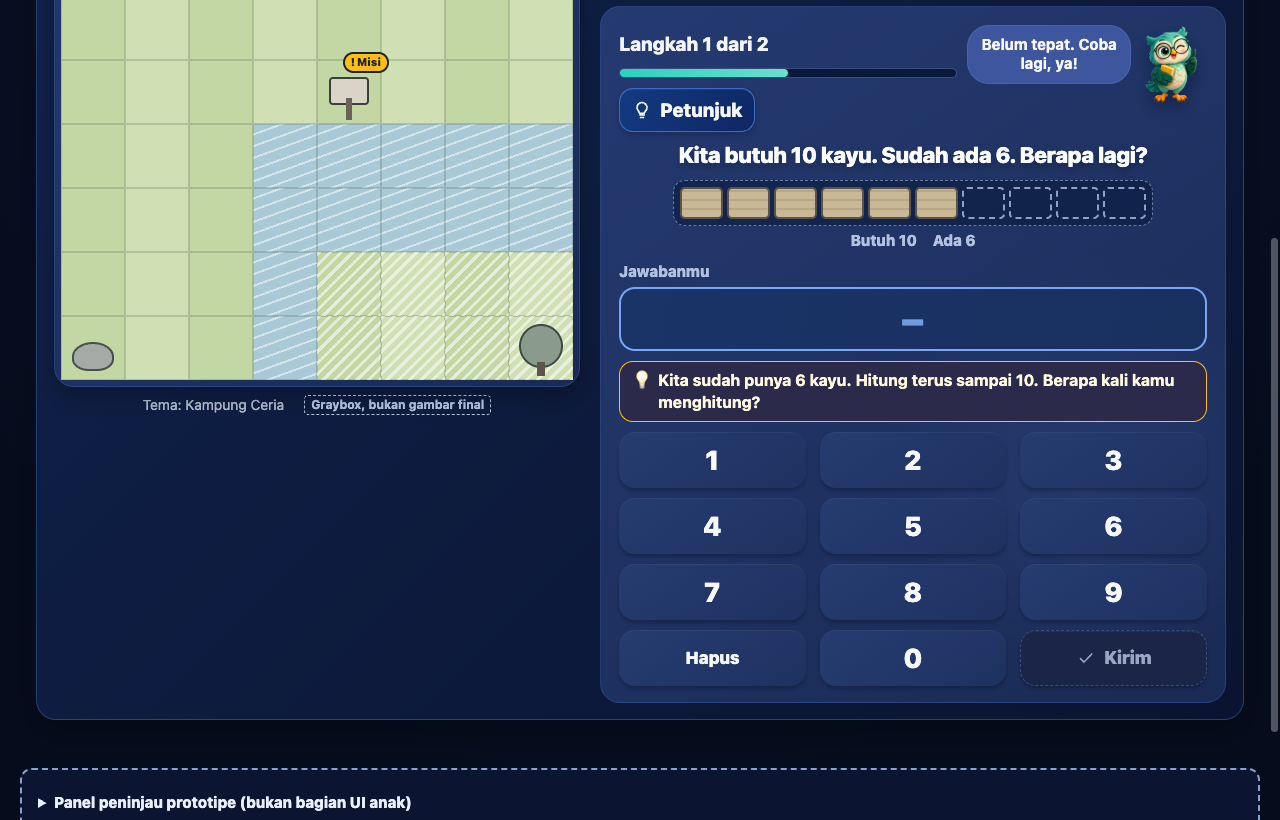 ! Misi
Tema: Kampung Ceria
Graybox, bukan gambar final
Langkah 1 dari 2
Belum tepat. Coba
lagi, ya!
Petunjuk
Kita butuh 10 kayu. Sudah ada 6. Berapa lagi?
Butuh 10 Ada 6
Jawabanmu
–
Kita sudah punya 6 kayu. Hitung terus sampai 10. Berapa kali kamu
menghitung?
1 2 3
4 5 6
7 8 9
Hapus 0 Kirim
Panel peninjau prototipe (bukan bagian UI anak)